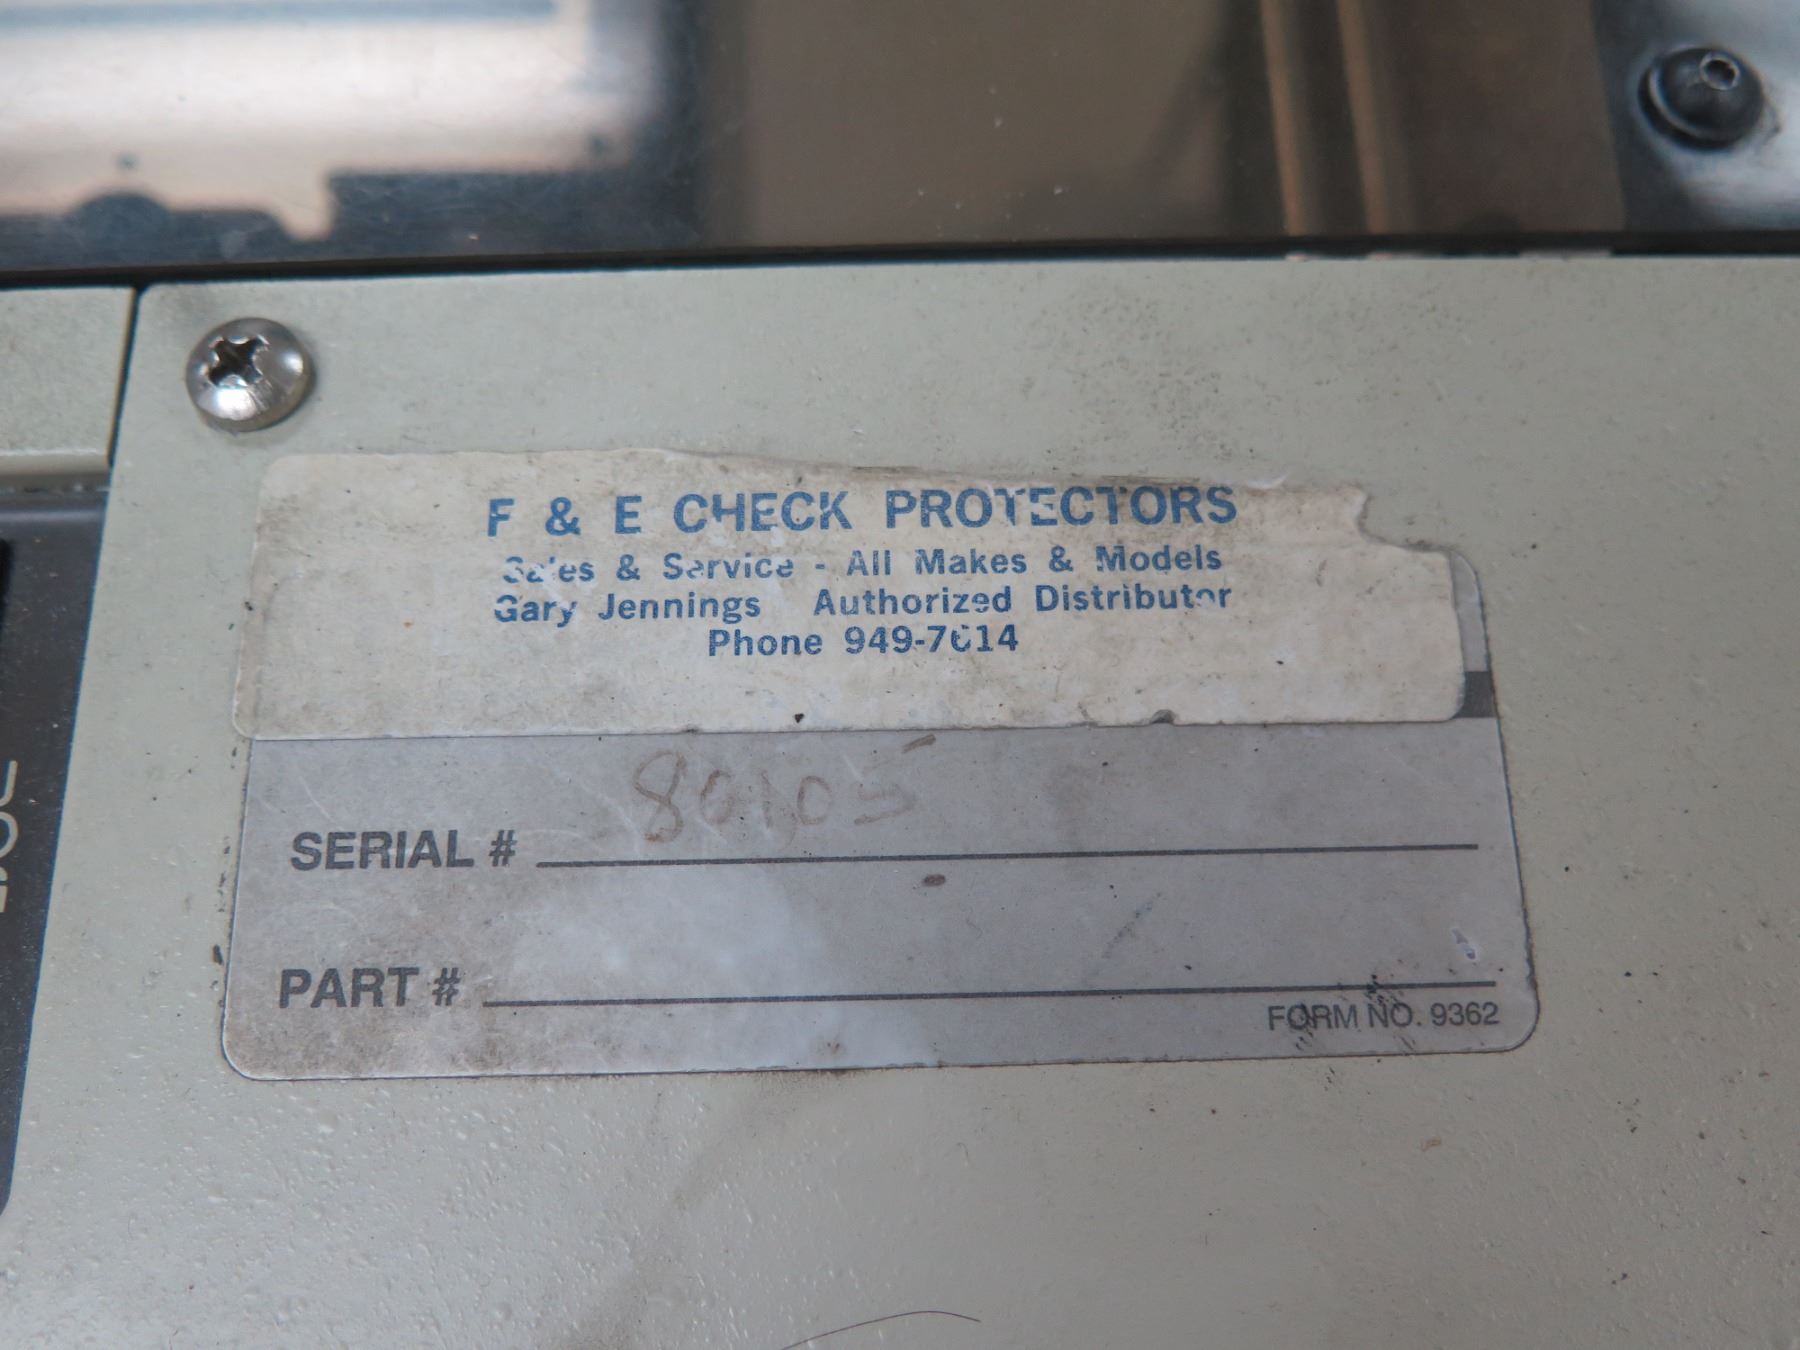 F & E CHECK PROTECTORS
Sales & Service - All Makes & Models
Gary Jennings Authorized Distributor
Phone 949-7614
SERIAL # 80105
PART #
FORM NO. 9362